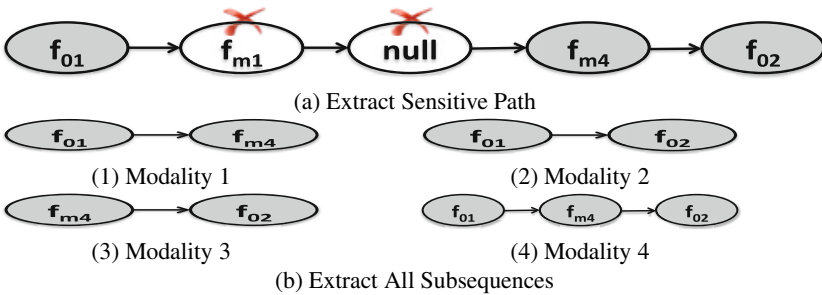 f01 fm1 null fm4 f02
(a) Extract Sensitive Path
f01 fm4 f01 f02
(1) Modality 1 (2) Modality 2
fm4 f02 f01 fm4 f02
(3) Modality 3 (4) Modality 4
(b) Extract All Subsequences